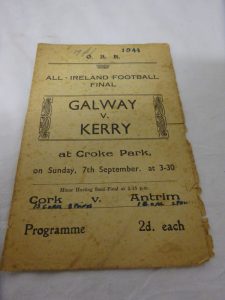 1941
G. A. A.
ALL-IRELAND FOOTBALL
FINAL
GALWAY
v.
KERRY
at Croke Park,
on Sunday, 7th September. at 3-30
Minor Hurling Semi-Final at 2.15 p.m.
Cork v. Antrim
Programme 2d. each